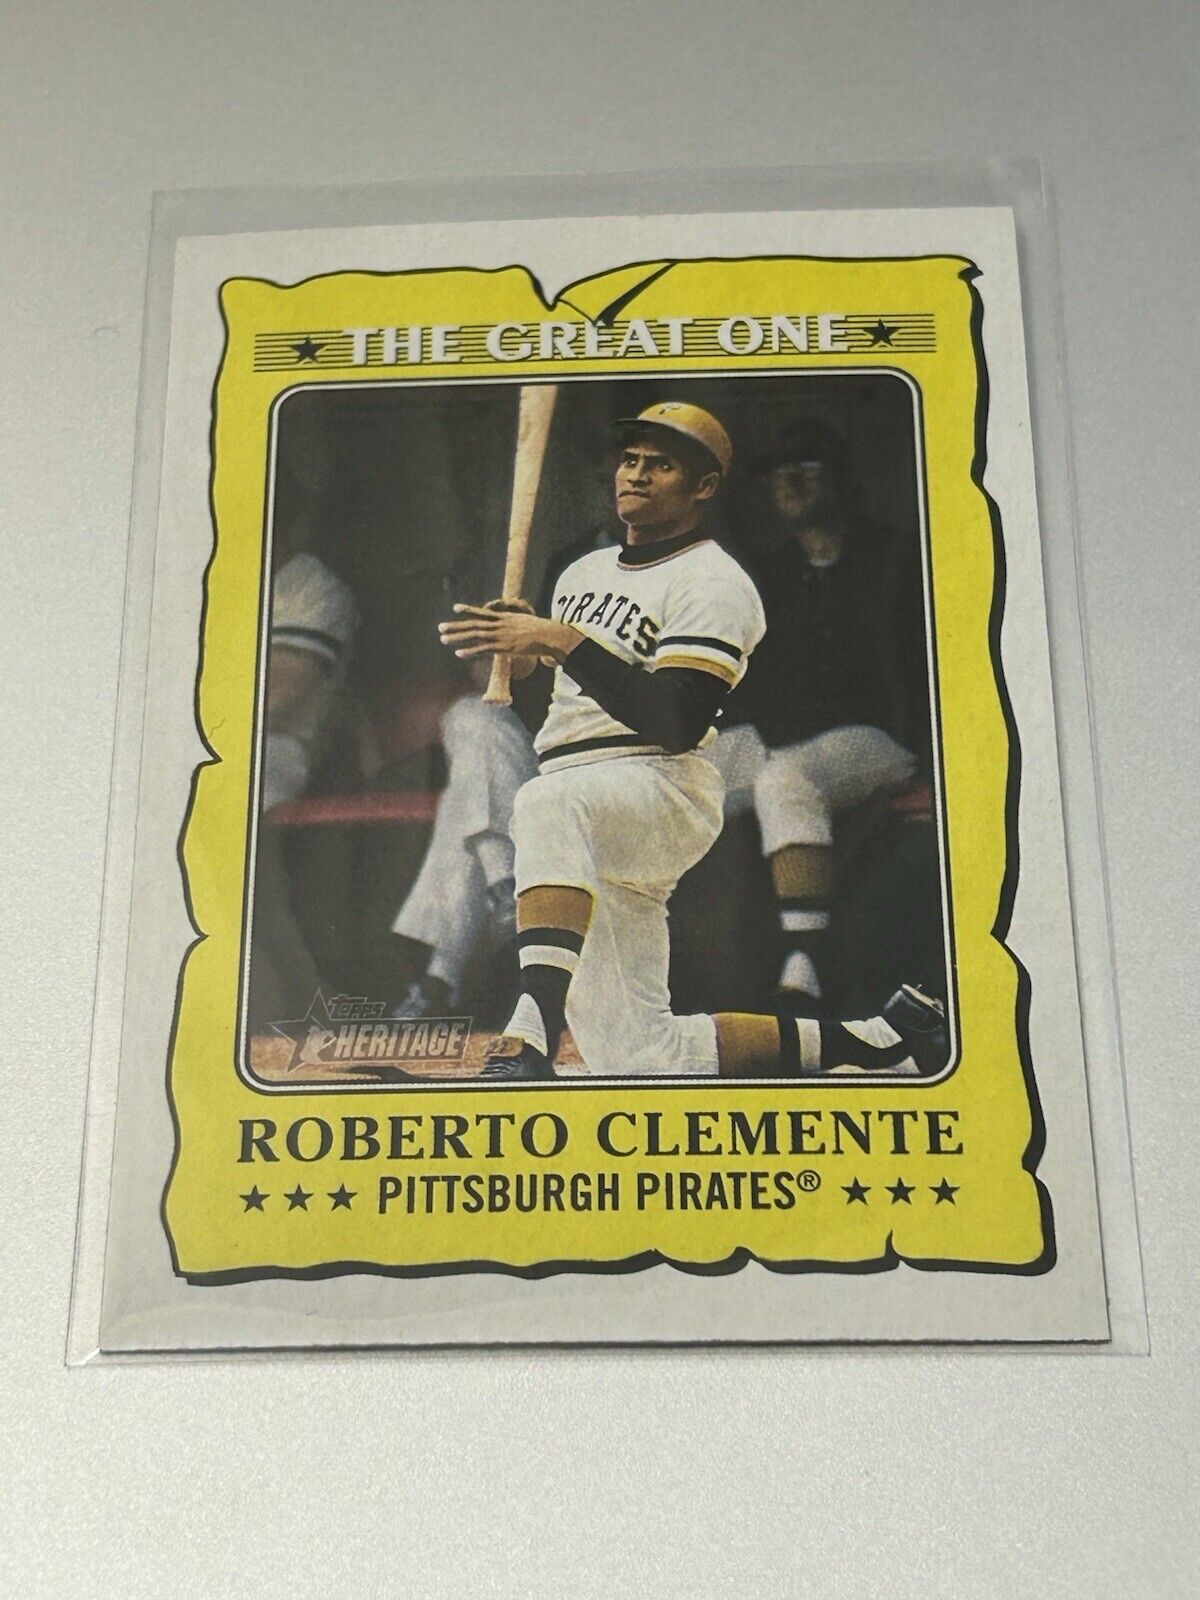 ★ THE GREAT ONE ★
PIRATES
TOPPS
HERITAGE
ROBERTO CLEMENTE
★ ★ ★ PITTSBURGH PIRATES® ★ ★ ★